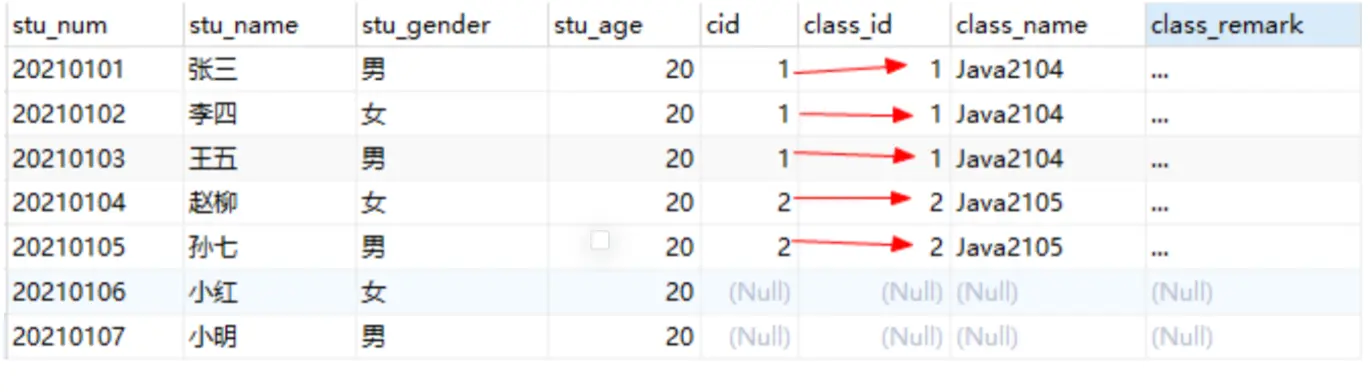 stu_num stu_name stu_gender stu_age cid class_id class_name class_remark
20210101 张三 男 20 1 1 Java2104 ...
20210102 李四 女 20 1 1 Java2104 ...
20210103 王五 男 20 1 1 Java2104 ...
20210104 赵柳 女 20 2 2 Java2105 ...
20210105 孙七 男 20 2 2 Java2105 ...
20210106 小红 女 20 (Null) (Null) (Null) (Null)
20210107 小明 男 20 (Null) (Null) (Null) (Null)